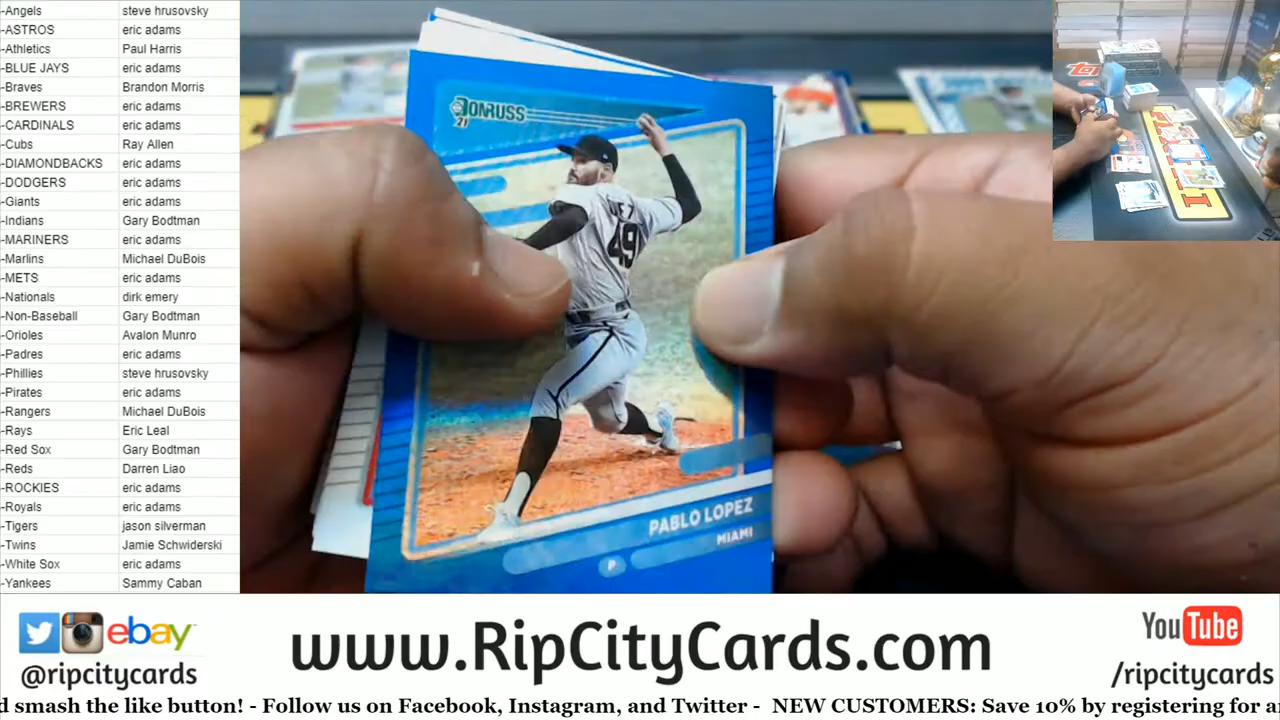 -Angels steve hrusovsky
-ASTROS eric adams
-Athletics Paul Harris
-BLUE JAYS eric adams
-Braves Brandon Morris
-BREWERS eric adams
-CARDINALS eric adams
-Cubs Ray Allen
-DIAMONDBACKS eric adams
-DODGERS eric adams
-Giants eric adams
-Indians Gary Bodtman
-MARINERS eric adams
-Marlins Michael DuBois
-METS eric adams
-Nationals dirk emery
-Non-Baseball Gary Bodtman
-Orioles Avalon Munro
-Padres eric adams
-Phillies steve hrusovsky
-Pirates eric adams
-Rangers Michael DuBois
-Rays Eric Leal
-Red Sox Gary Bodtman
-Reds Darren Liao
-ROCKIES eric adams
-Royals eric adams
-Tigers jason silverman
-Twins Jamie Schwiderski
-White Sox eric adams
-Yankees Sammy Caban
DONRUSS
21
49
PABLO LOPEZ
MIAMI
P
ebay
@ripcitycards
www.RipCityCards.com
YouTube
/ripcitycards
d smash the like button! - Follow us on Facebook, Instagram, and Twitter - NEW CUSTOMERS: Save 10% by registering for a